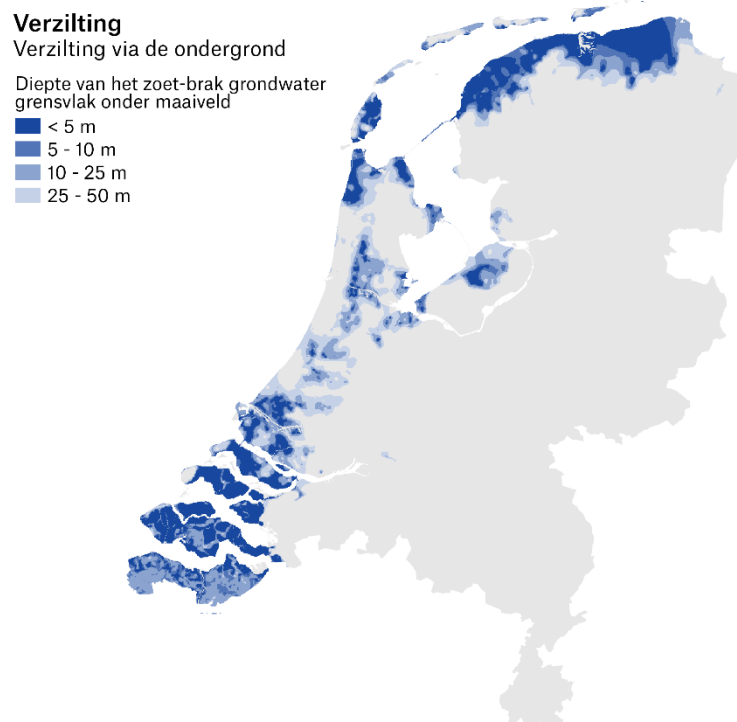 Verzilting
Verzilting via de ondergrond
Diepte van het zoet-brak grondwater
grensvlak onder maaiveld
< 5 m
5 - 10 m
10 - 25 m
25 - 50 m